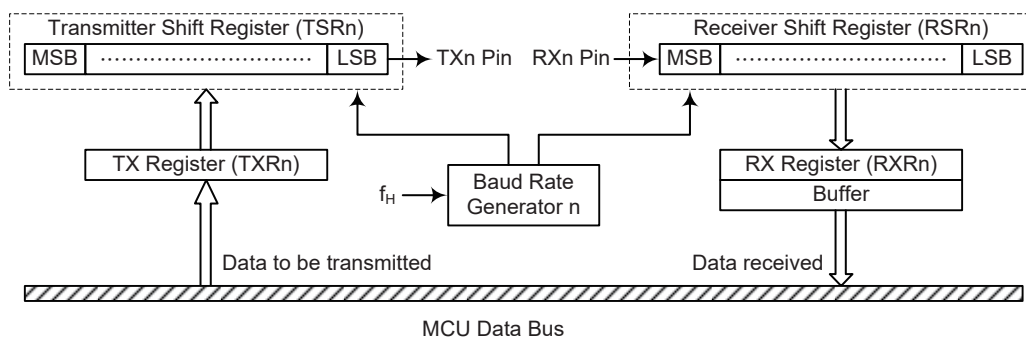 Transmitter Shift Register (TSRn)
MSB ………………………… LSB
TXn Pin
RXn Pin
Receiver Shift Register (RSRn)
MSB ………………………… LSB
TX Register (TXRn)
Baud Rate
Generator n
fH
RX Register (RXRn)
Buffer
Data to be transmitted
Data received
MCU Data Bus